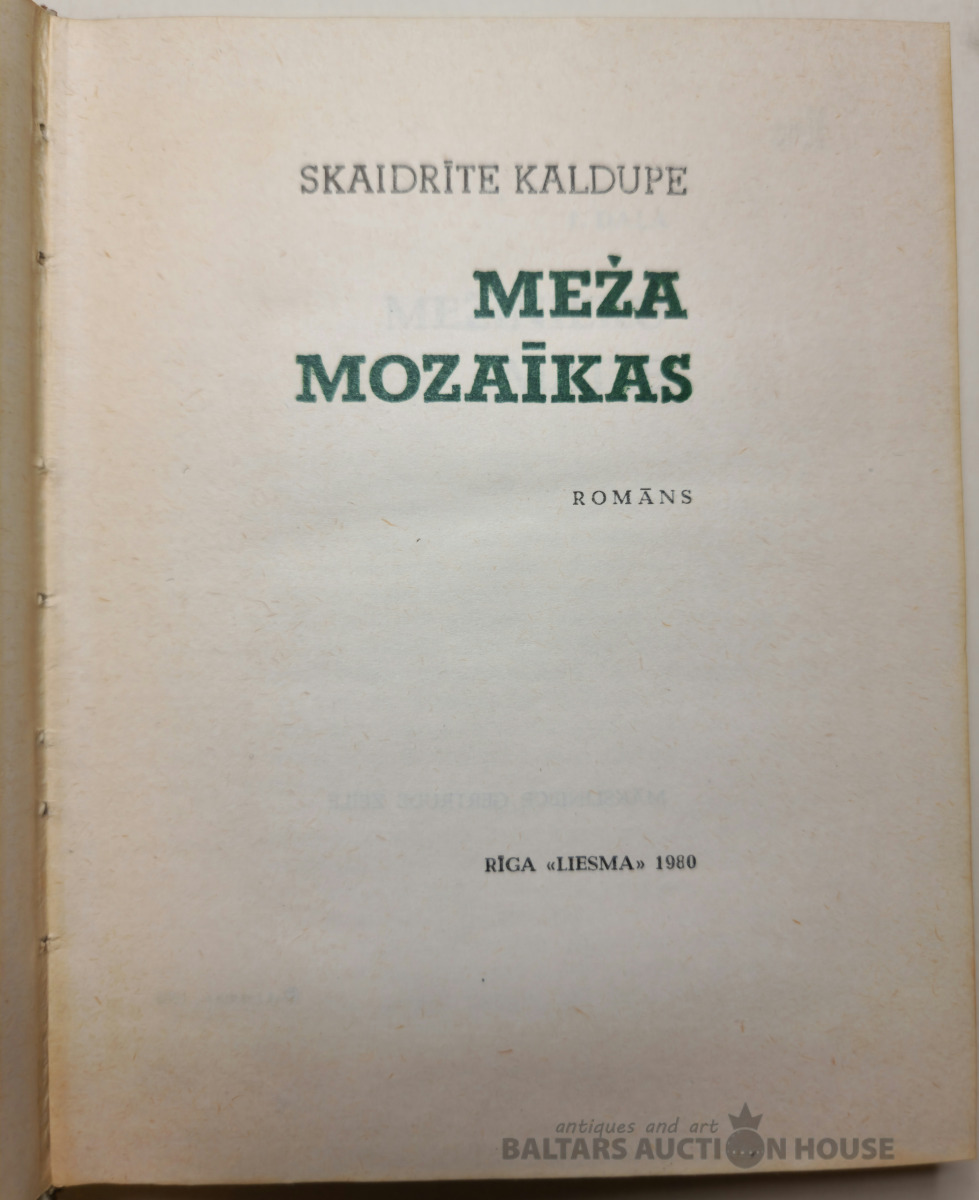 SKAIDRĪTE KALDUPE
MEŽA
MOZAĪKAS
ROMĀNS
RĪGA «LIESMA» 1980
antiques and art
BALTARS AUCTION HOUSE